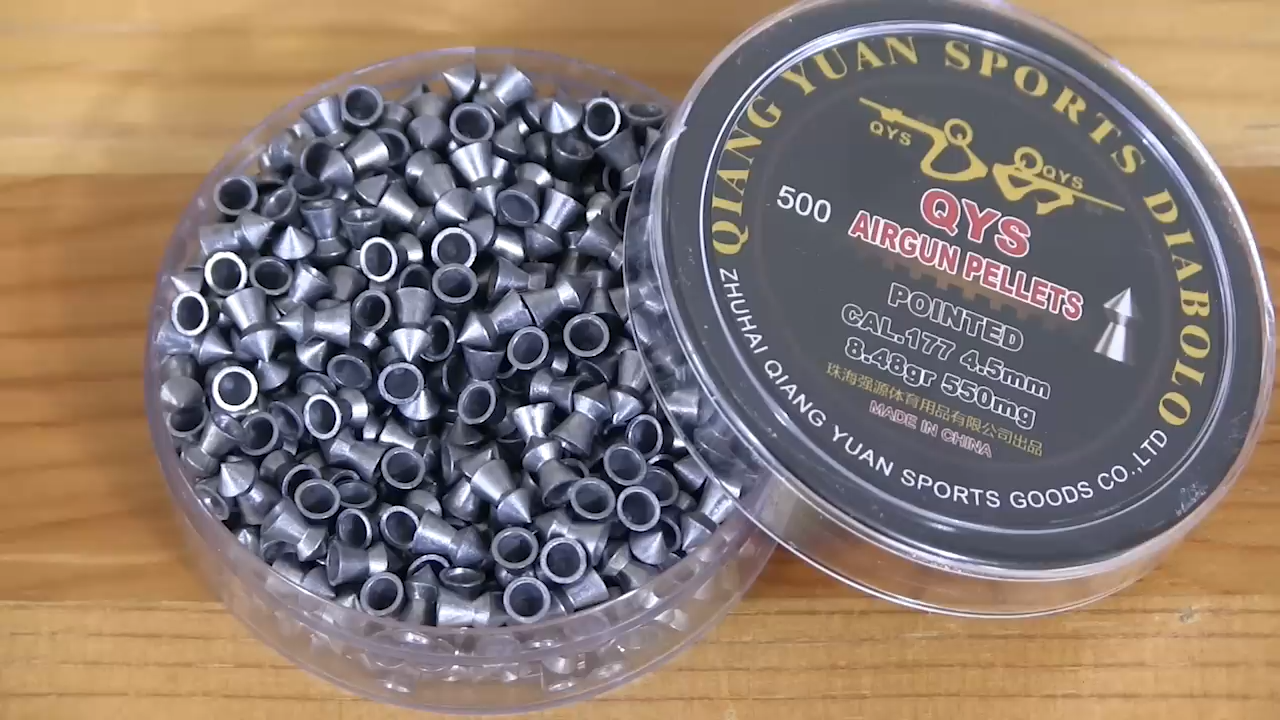 QIANG YUAN SPORTS DIABOLO
QYS
QYS
500
QYS
AIRGUN PELLETS
POINTED
CAL.177 4.5mm
8.48gr 550mg
珠海强源体育用品有限公司出品
MADE IN CHINA
ZHUHAI QIANG YUAN SPORTS GOODS CO.,LTD